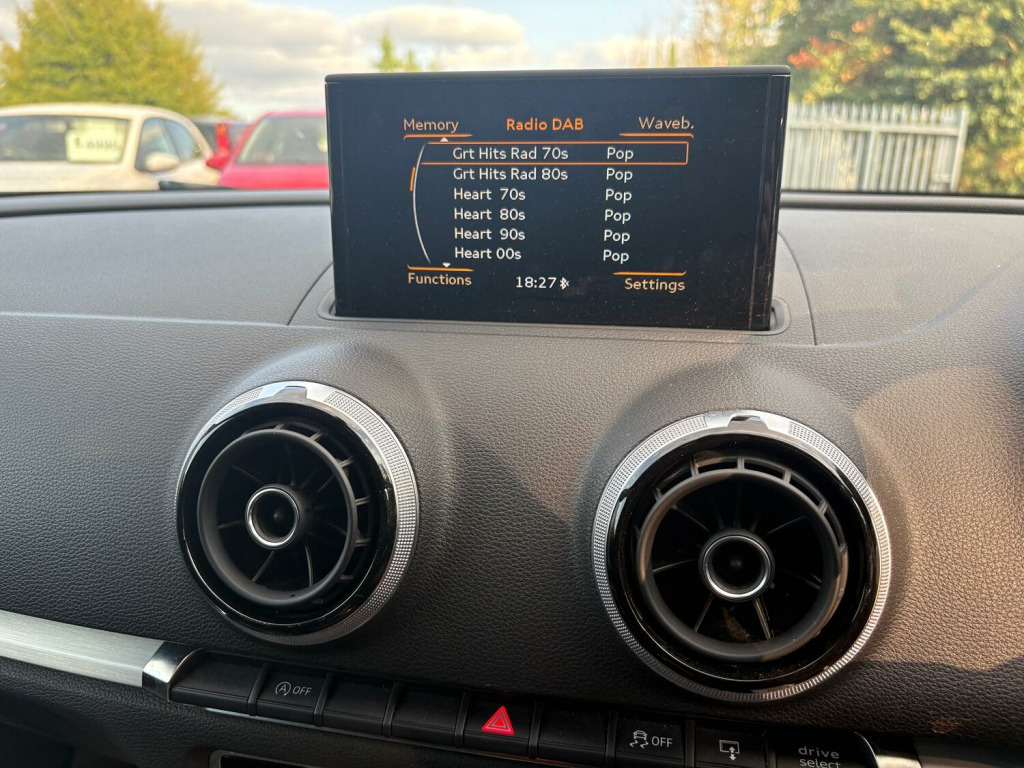 Memory Radio DAB Waveb.
Grt Hits Rad 70s Pop
Grt Hits Rad 80s Pop
Heart 70s Pop
Heart 80s Pop
Heart 90s Pop
Heart 00s Pop
Functions 18:27 Settings
A OFF
OFF
drive
select